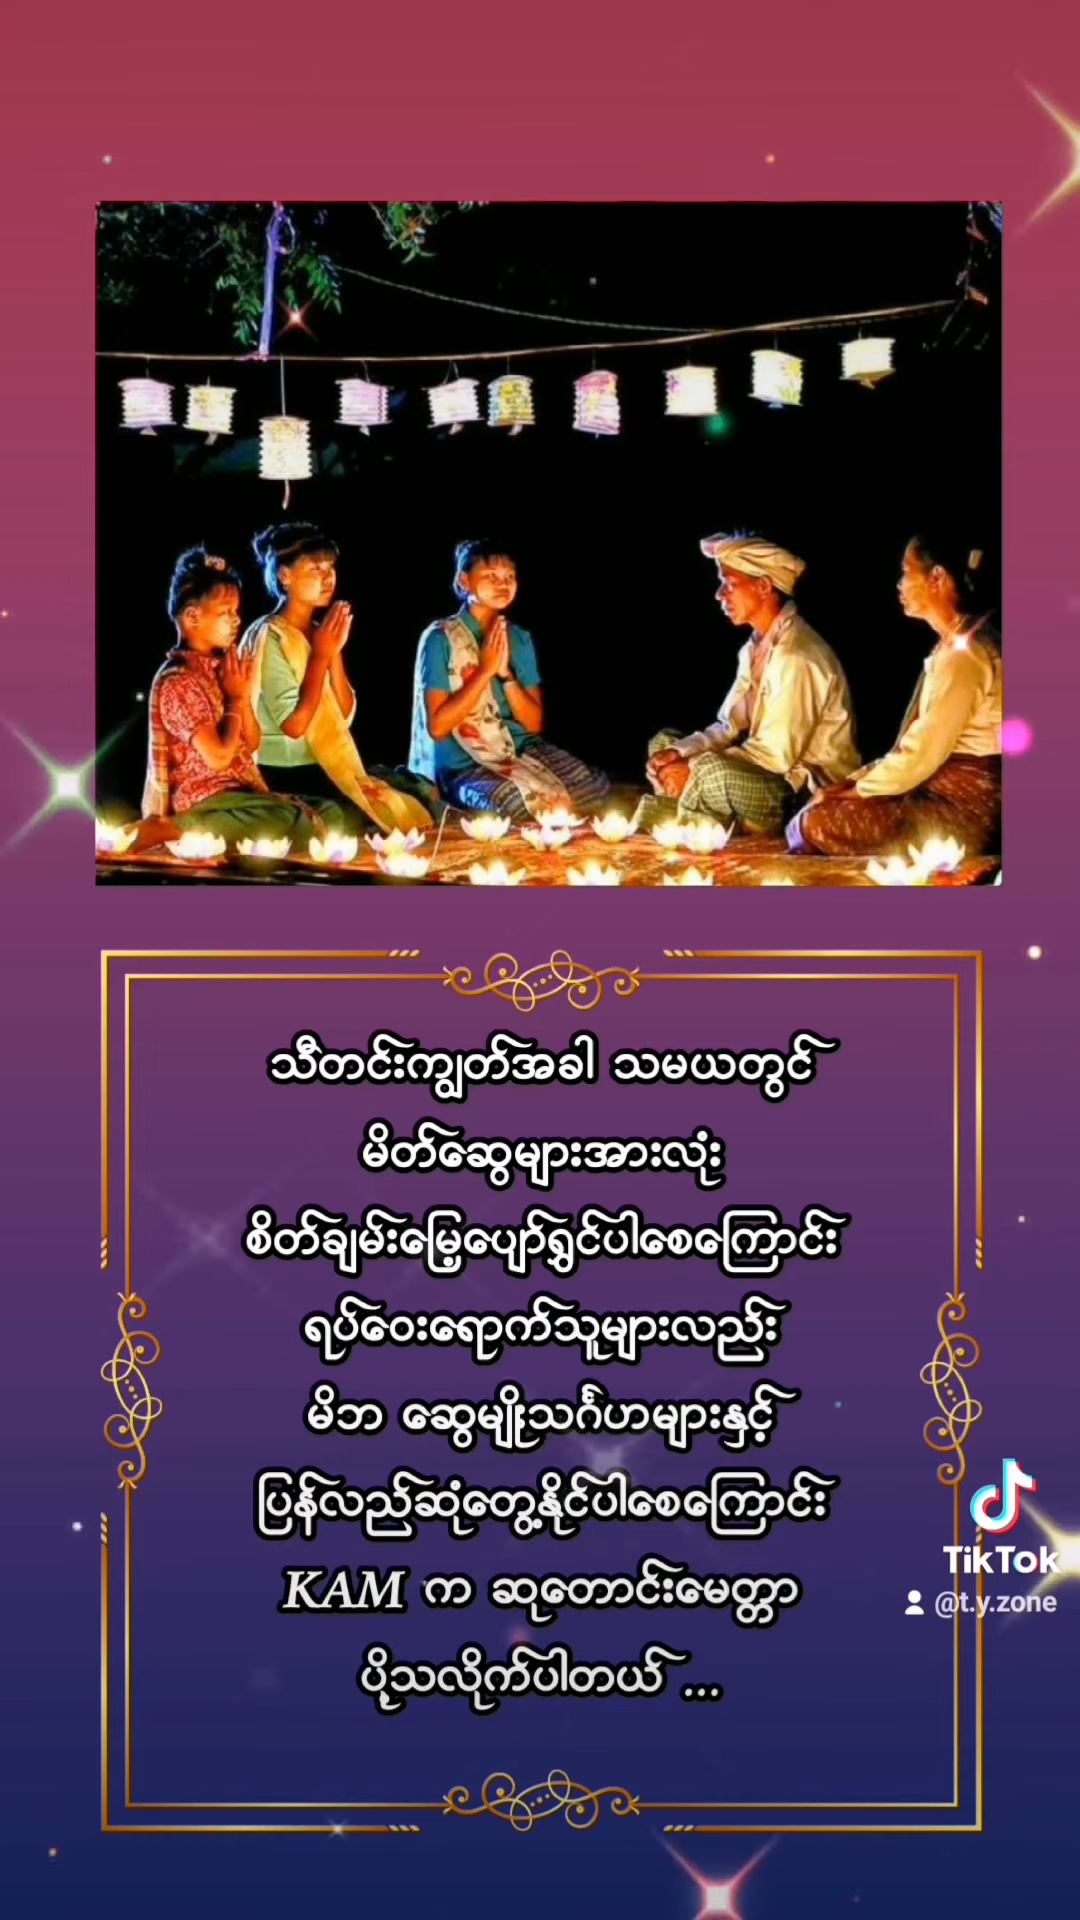 သီတင်းကျွတ်အခါ သမယတွင်
မိတ်ဆွေများအားလုံး
စိတ်ချမ်းမြေ့ပျော်ရွှင်ပါစေကြောင်း
ရပ်ဝေးရောက်သူများလည်း
မိဘ ဆွေမျိုးသင်္ဂဟများနှင့်
ပြန်လည်ဆုံတွေ့နိုင်ပါစေကြောင်း
KAM က ဆုတောင်းမေတ္တာ
ပို့သလိုက်ပါတယ် ...
TikTok
@t.y.zone